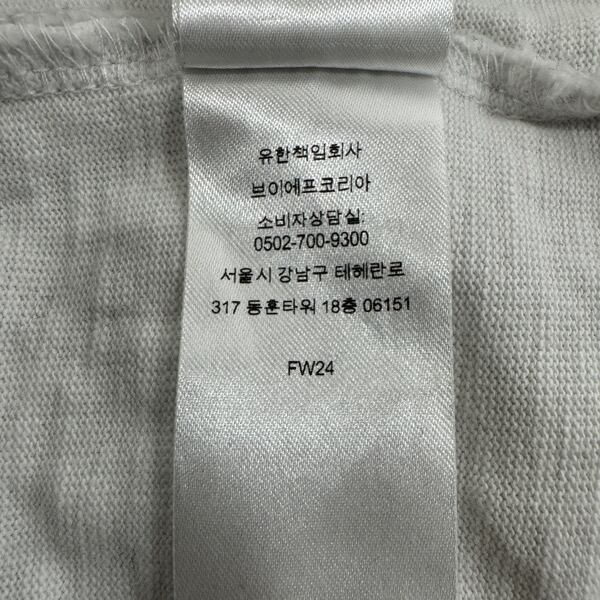 유한책임회사
브이에프코리아
소비자상담실:
0502-700-9300
서울시 강남구 테헤란로
317 동훈타워 18층 06151
FW24